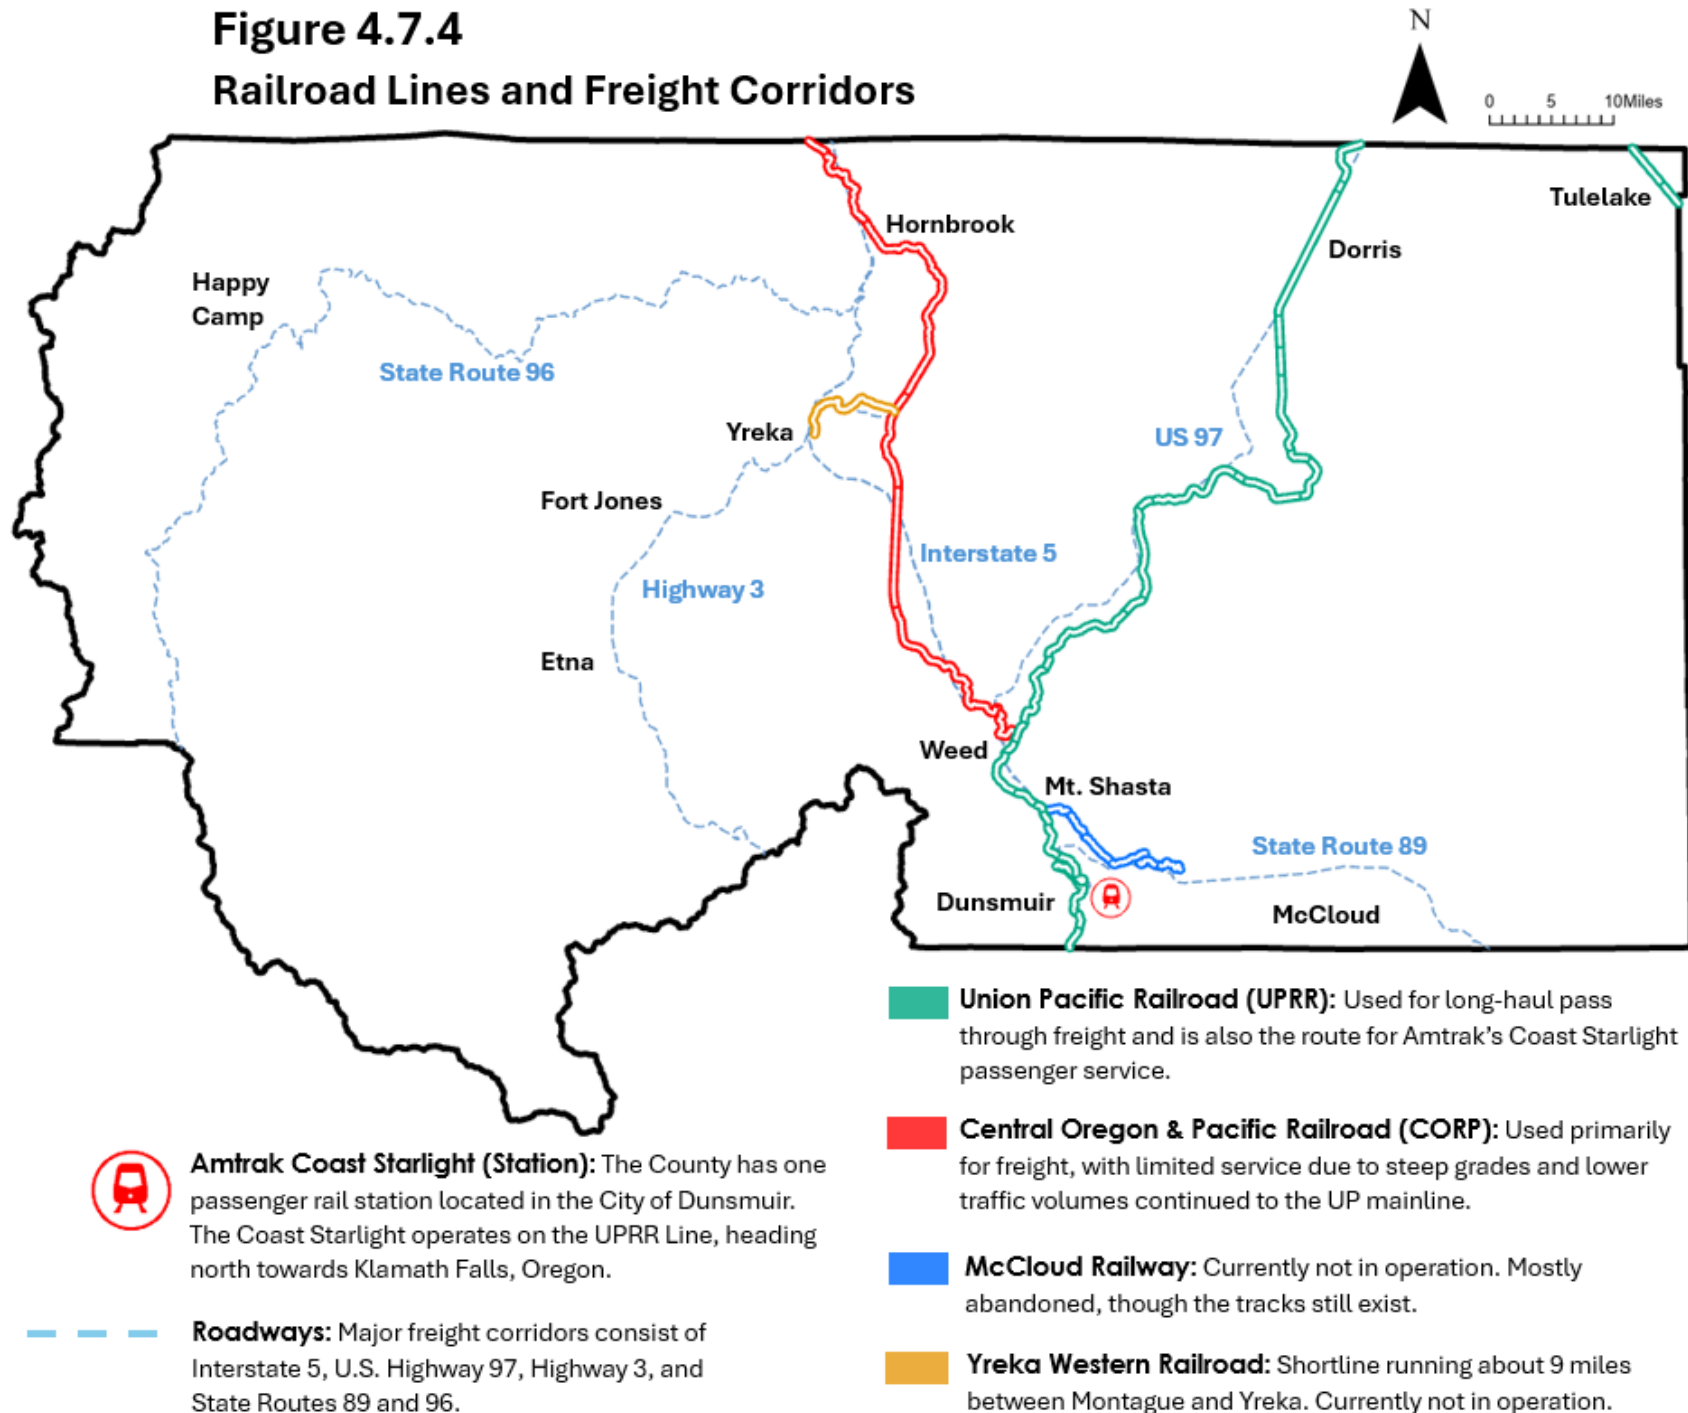 Figure 4.7.4
Railroad Lines and Freight Corridors
N
0 5 10Miles
Tulelake
Hornbrook
Dorris
Happy
Camp
State Route 96
Yreka
US 97
Fort Jones
Interstate 5
Highway 3
Etna
Weed
Mt. Shasta
State Route 89
Dunsmuir
McCloud
Union Pacific Railroad (UPRR): Used for long-haul pass
through freight and is also the route for Amtrak’s Coast Starlight
passenger service.
Central Oregon & Pacific Railroad (CORP): Used primarily
for freight, with limited service due to steep grades and lower
traffic volumes continued to the UP mainline.
McCloud Railway: Currently not in operation. Mostly
abandoned, though the tracks still exist.
Yreka Western Railroad: Shortline running about 9 miles
between Montague and Yreka. Currently not in operation.
Amtrak Coast Starlight (Station): The County has one
passenger rail station located in the City of Dunsmuir.
The Coast Starlight operates on the UPRR Line, heading
north towards Klamath Falls, Oregon.
Roadways: Major freight corridors consist of
Interstate 5, U.S. Highway 97, Highway 3, and
State Routes 89 and 96.